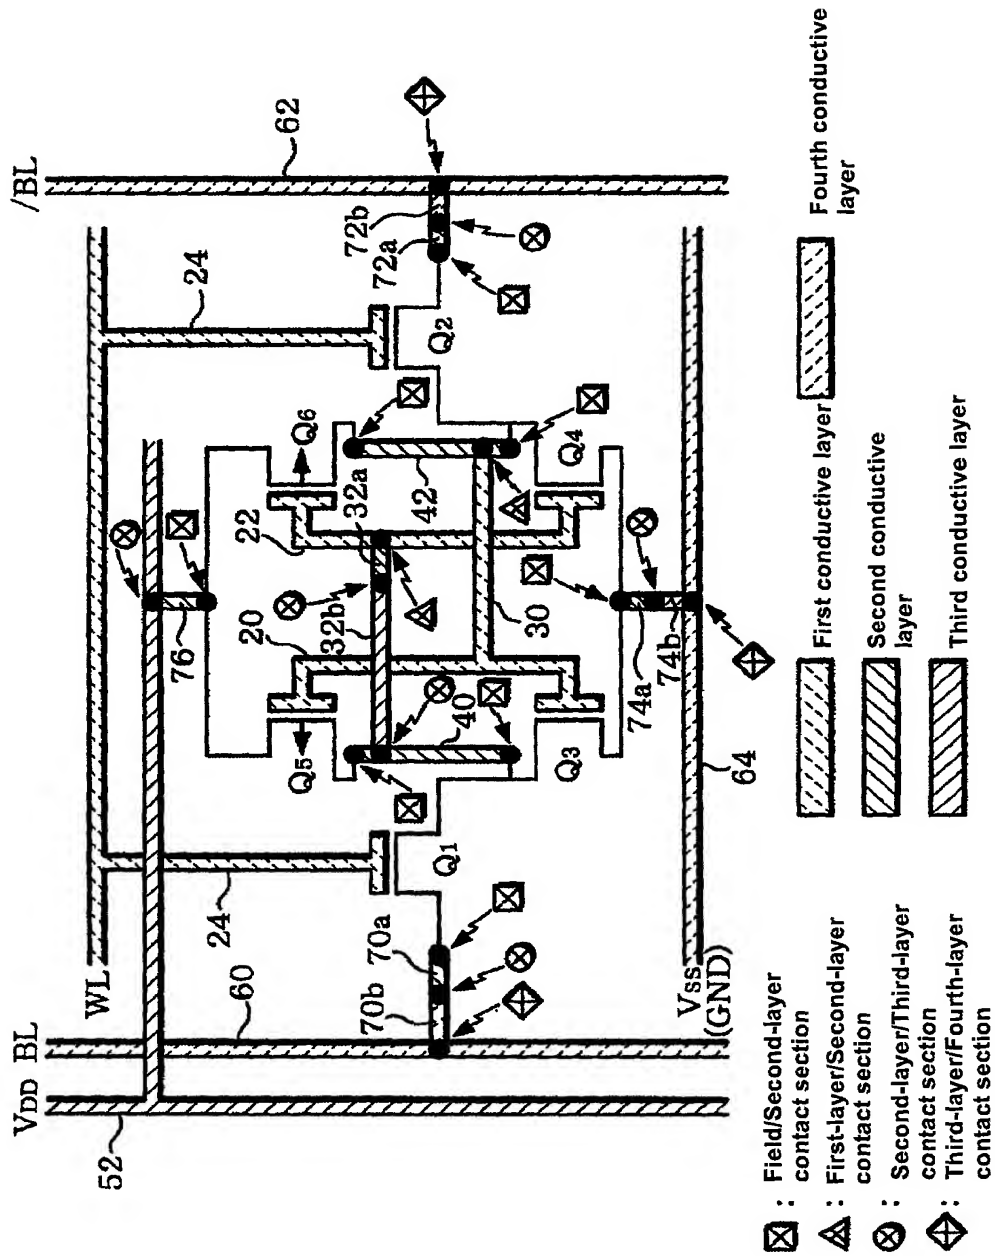 VDD
BL
/BL
52
WL
60
24
24
62
76
22
Q6
20
32a
32b
Q5
42
Q2
72a
72b
70b
70a
Q1
40
30
Q4
Q3
74a
74b
VSS
(GND)
64
: Field/Second-layer
contact section
: First-layer/Second-layer
contact section
: Second-layer/Third-layer
contact section
: Third-layer/Fourth-layer
contact section
First conductive layer
Second conductive
layer
Third conductive layer
Fourth conductive
layer